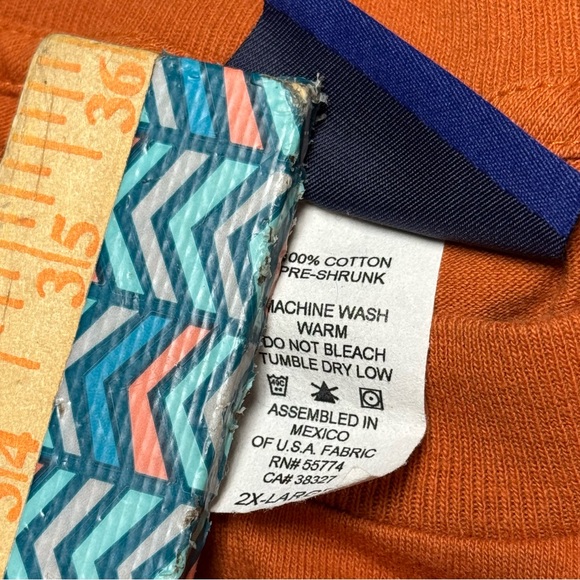 36
35
34
100% COTTON
PRE-SHRUNK
MACHINE WASH
WARM
DO NOT BLEACH
TUMBLE DRY LOW
ASSEMBLED IN
MEXICO
OF U.S.A. FABRIC
RN# 55774
CA# 38327